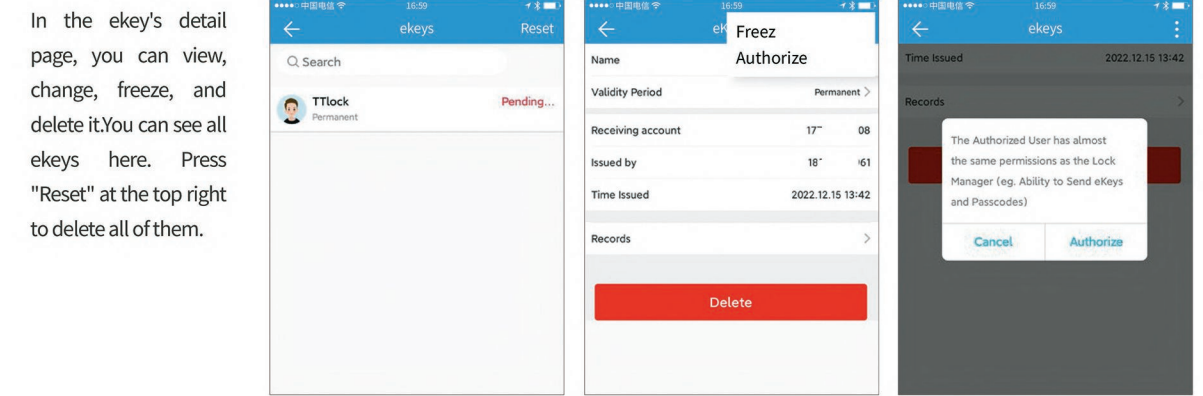 In the ekey's detail
page, you can view,
change, freeze, and
delete it.You can see all
ekeys here. Press
"Reset" at the top right
to delete all of them.
中国电信 16:59
ekeys Reset
Search
TTlock Pending...
Permanent
中国电信 16:59
eK
Freez
Authorize
Name
Validity Period Permanent
Receiving account 17 08
Issued by 18 61
Time Issued 2022.12.15 13:42
Records
Delete
中国电信 16:59
ekeys
Time Issued 2022.12.15 13:42
Records
The Authorized User has almost
the same permissions as the Lock
Manager (eg. Ability to Send eKeys
and Passcodes)
Cancel Authorize